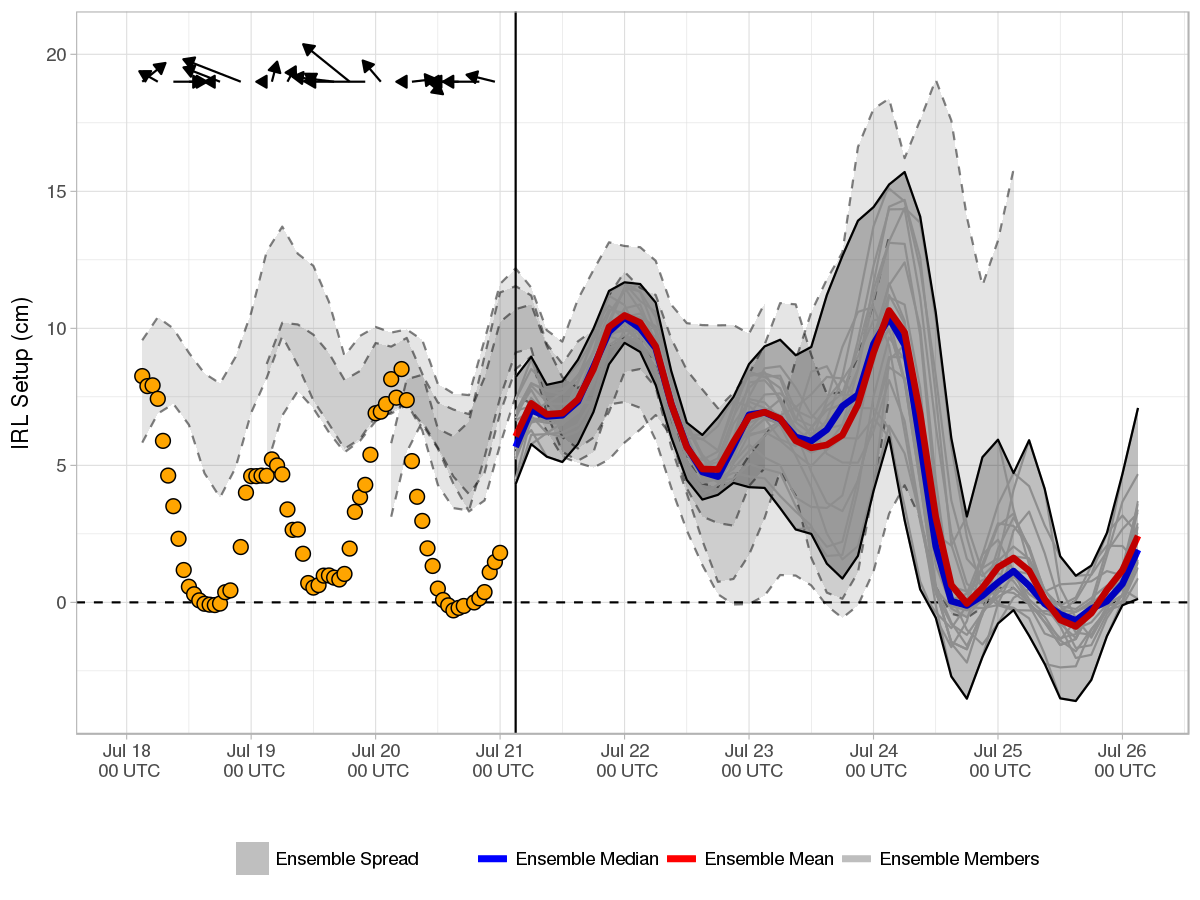 IRL Setup (cm)
20
15
10
5
0
Jul 18 Jul 19 Jul 20 Jul 21 Jul 22 Jul 23 Jul 24 Jul 25 Jul 26
00 UTC 00 UTC 00 UTC 00 UTC 00 UTC 00 UTC 00 UTC 00 UTC 00 UTC
Ensemble Spread Ensemble Median Ensemble Mean Ensemble Members